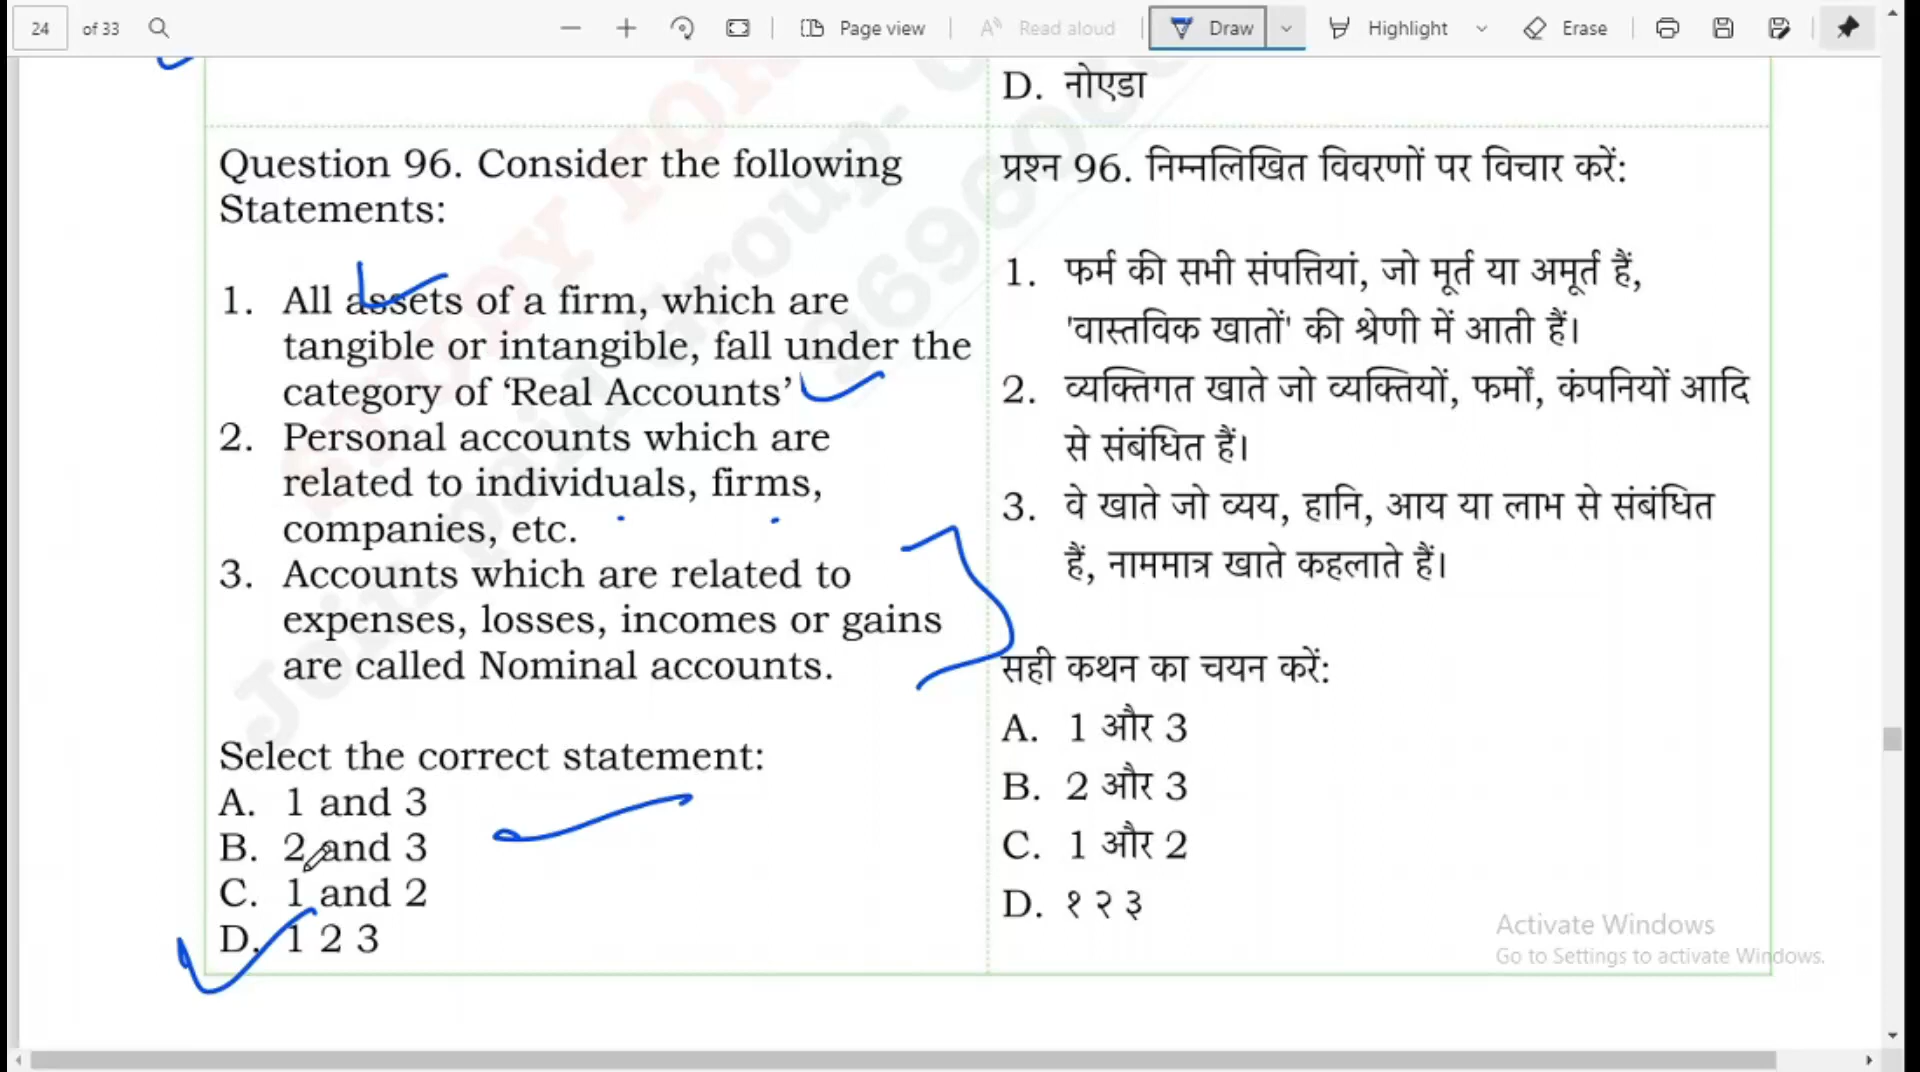 24 of 33 Page view Read aloud Draw Highlight Erase
Question 96. Consider the following
Statements:
1. All assets of a firm, which are
tangible or intangible, fall under the
category of ‘Real Accounts’
2. Personal accounts which are
related to individuals, firms,
companies, etc.
3. Accounts which are related to
expenses, losses, incomes or gains
are called Nominal accounts.
Select the correct statement:
A. 1 and 3
B. 2 and 3
C. 1 and 2
D. 1 2 3
D. नोएडा
प्रश्न 96. निम्नलिखित विवरणों पर विचार करें:
1. फर्म की सभी संपत्तियां, जो मूर्त या अमूर्त हैं,
'वास्तविक खातों' की श्रेणी में आती हैं।
2. व्यक्तिगत खाते जो व्यक्तियों, फर्मों, कंपनियों आदि
से संबंधित हैं।
3. वे खाते जो व्यय, हानि, आय या लाभ से संबंधित
हैं, नाममात्र खाते कहलाते हैं।
सही कथन का चयन करें:
A. 1 और 3
B. 2 और 3
C. 1 और 2
D. १ २ ३
Activate Windows
Go to Settings to activate Windows.